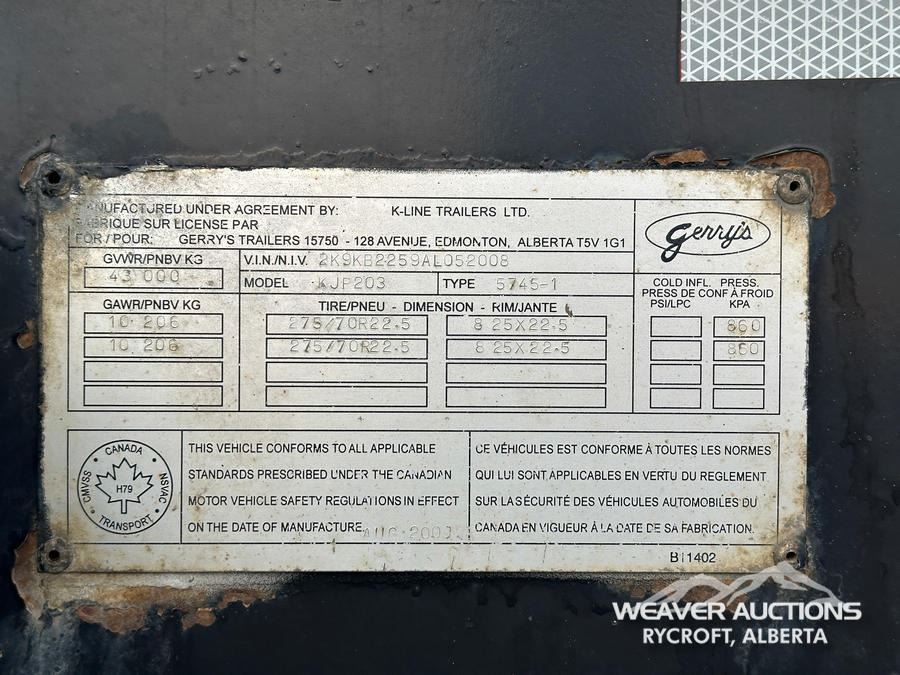 MANUFACTURED UNDER AGREEMENT BY: K-LINE TRAILERS LTD.
FABRIQUE SUR LICENSE PAR
FOR / POUR: GERRY'S TRAILERS 15750 - 128 AVENUE, EDMONTON, ALBERTA T5V 1G1
Gerry's
GVWR/PNBV KG
43 000
V.I.N./N.I.V. 2K9KB2259AL052008
MODEL KJP203 TYPE 5745-1
GAWR/PNBV KG
TIRE/PNEU - DIMENSION - RIM/JANTE
COLD INFL. PRESS.
PRESS DE CONF À FROID
PSI/LPC KPA
10 206 275/70R22.5 8 25X22.5 860
10 206 275/70R22.5 8 25X22.5 860
CANADA
CMVSS
NSVAC
H79
TRANSPORT
THIS VEHICLE CONFORMS TO ALL APPLICABLE
STANDARDS PRESCRIBED UNDER THE CANADIAN
MOTOR VEHICLE SAFETY REGULATIONS IN EFFECT
ON THE DATE OF MANUFACTURE. AUG 2009
CE VÉHICULES EST CONFORME À TOUTES LES NORMES
QUI LUI SONT APPLICABLES EN VERTU DU REGLEMENT
SUR LA SÉCURITÉ DES VÉHICULES AUTOMOBILES DU
CANADA EN VIGUEUR À LA DATE DE SA FABRICATION.
B11402
WEAVER AUCTIONS
RYCROFT, ALBERTA